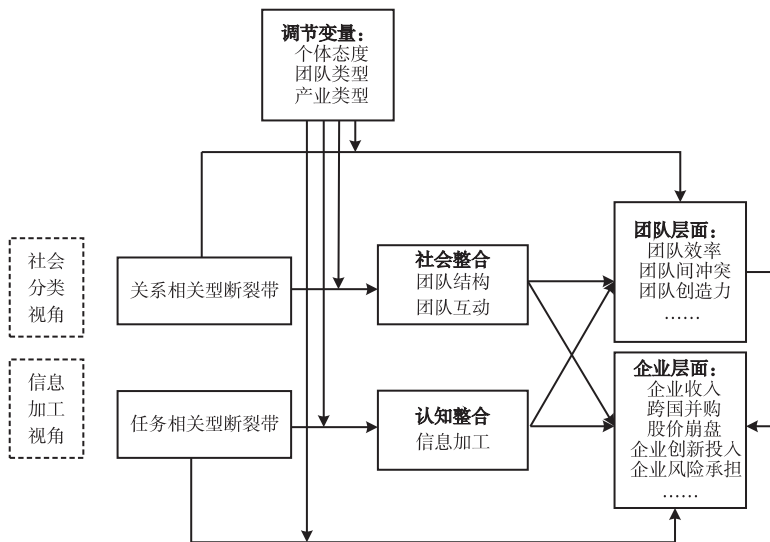 调节变量：
个体态度
团队类型
产业类型
社会
分类
视角
关系相关型断裂带
社会整合
团队结构
团队互动
团队层面：
团队效率
团队间冲突
团队创造力
……
信息
加工
视角
任务相关型断裂带
认知整合
信息加工
企业层面：
企业收入
跨国并购
股价崩盘
企业创新投入
企业风险承担
……